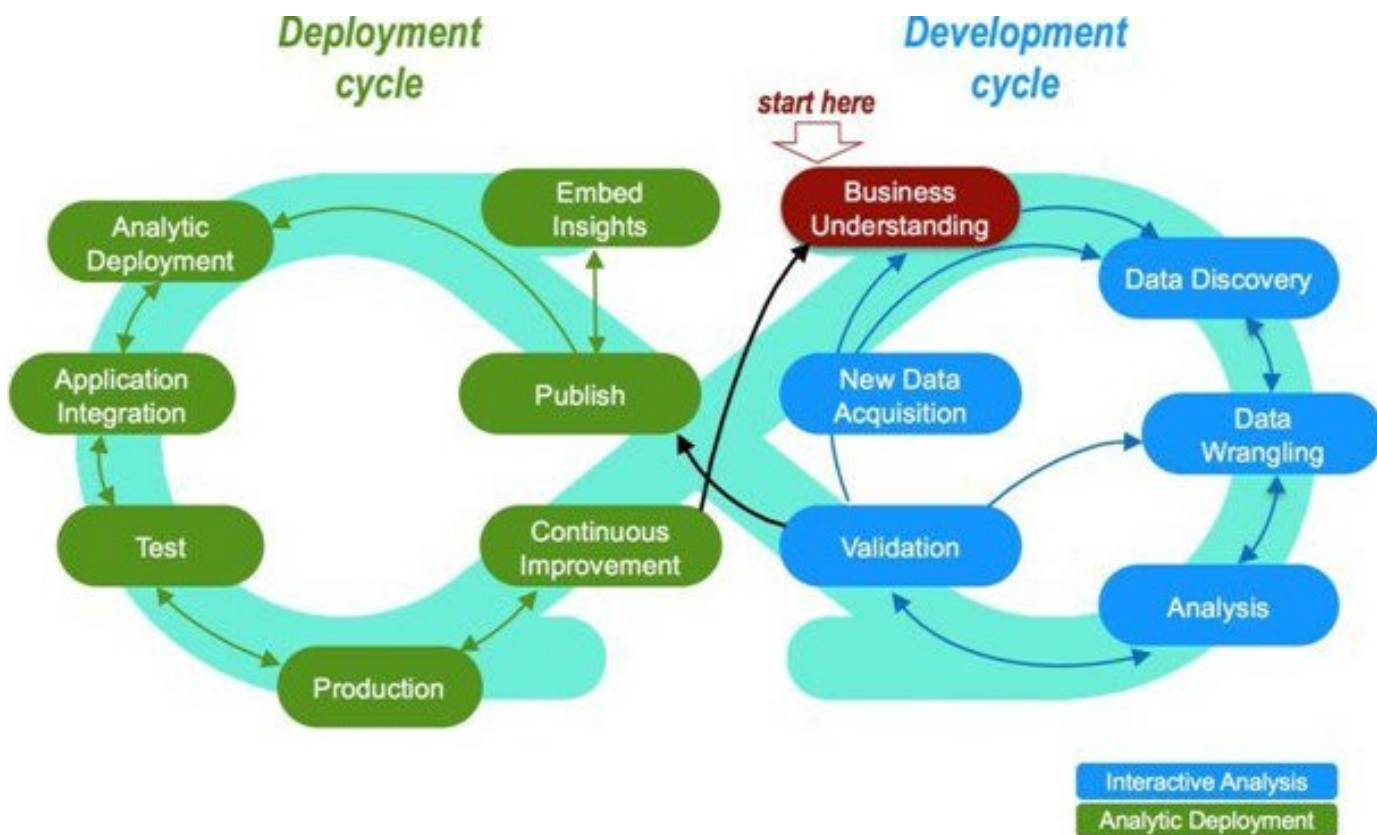 Deployment
cycle
Development
cycle
start here
Business
Understanding
Embed
Insights
Analytic
Deployment
Data Discovery
Application
Integration
Publish
New Data
Acquisition
Data
Wrangling
Test
Continuous
Improvement
Validation
Analysis
Production
Interactive Analysis
Analytic Deployment